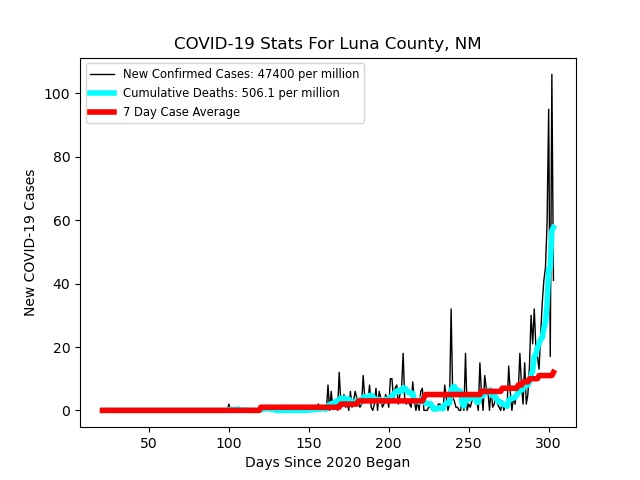 COVID-19 Stats For Luna County, NM
New Confirmed Cases: 47400 per million
Cumulative Deaths: 506.1 per million
7 Day Case Average
New COVID-19 Cases
100
80
60
40
20
0
50 100 150 200 250 300
Days Since 2020 Began